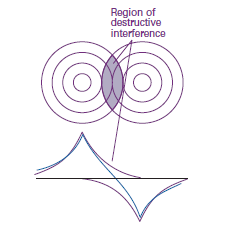 Region of
destructive
interference